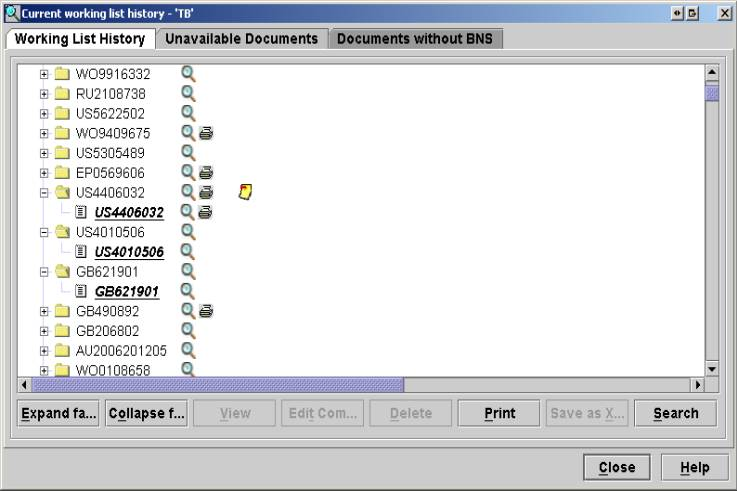 Current working list history - 'TB'
Working List History Unavailable Documents Documents without BNS
WO9916332
RU2108738
US5622502
WO9409675
US5305489
EP0569606
US4406032
US4406032
US4010506
US4010506
GB621901
GB621901
GB490892
GB206802
AU2006201205
WO0108658
Expand fa... Collapse f... View Edit Com... Delete Print Save as X... Search
Close Help